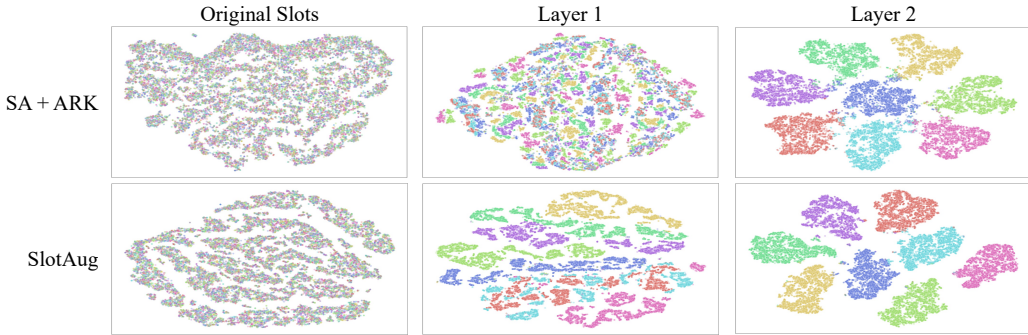 Original Slots
Layer 1
Layer 2
SA + ARK
SlotAug